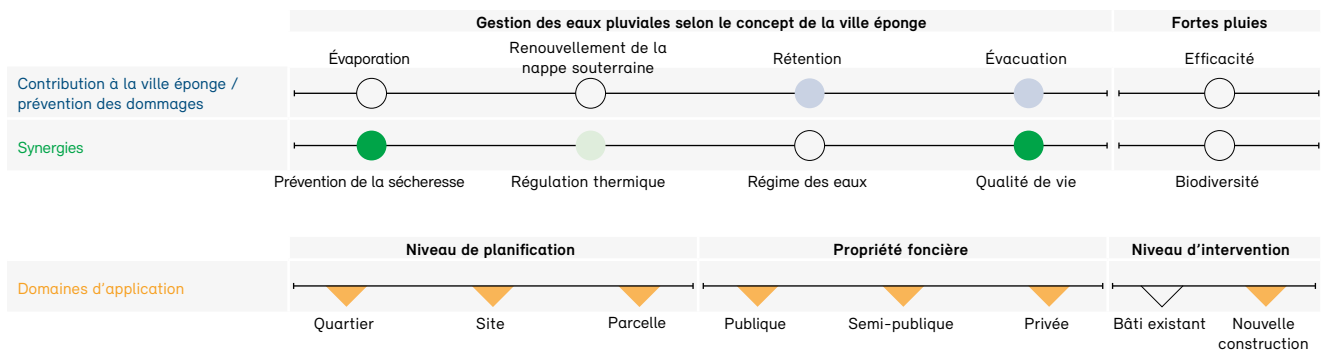 Gestion des eaux pluviales selon le concept de la ville éponge
Fortes pluies
Évaporation
Renouvellement de la
nappe souterraine
Rétention
Évacuation
Efficacité
Contribution à la ville éponge /
prévention des dommages
Synergies
Prévention de la sécheresse
Régulation thermique
Régime des eaux
Qualité de vie
Biodiversité
Niveau de planification
Propriété foncière
Niveau d'intervention
Domaines d'application
Quartier
Site
Parcelle
Publique
Semi-publique
Privée
Bâti existant
Nouvelle
construction